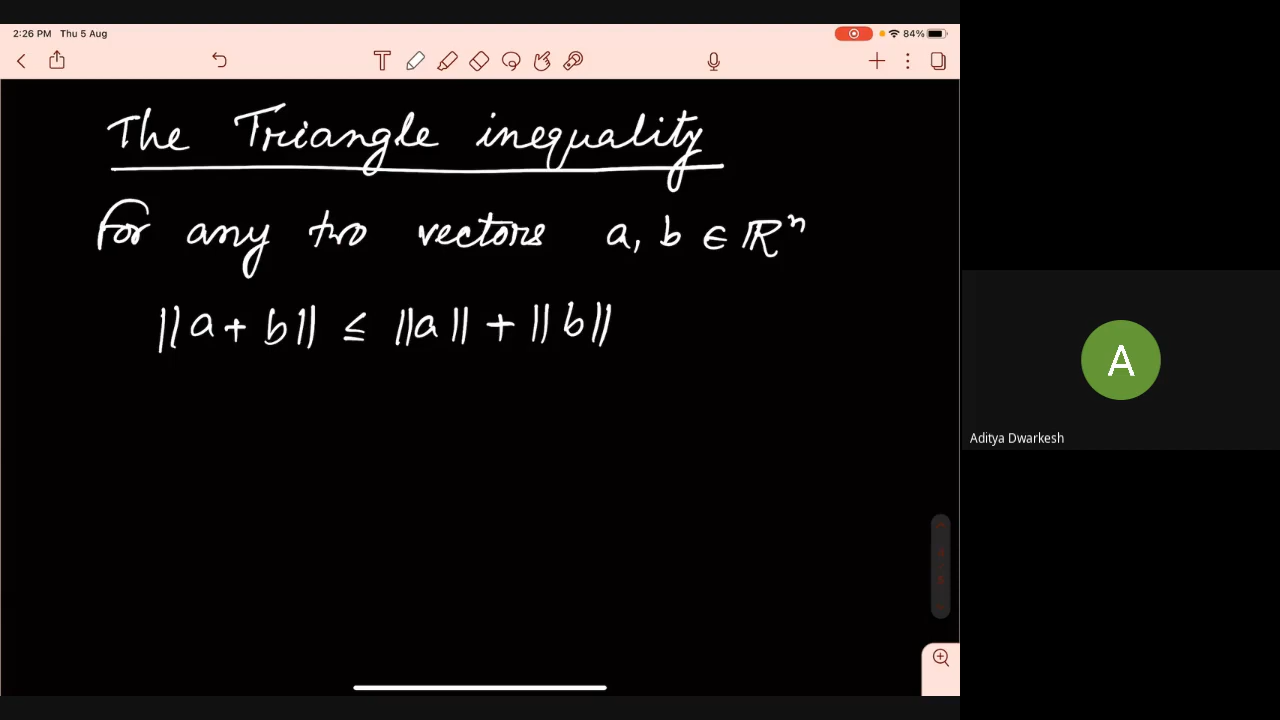 2:26 PM Thu 5 Aug
84%
T
The Triangle inequality
For any two vectors a, b ∈ ℝⁿ
||a + b|| ≤ ||a|| + ||b||
A
Aditya Dwarkesh